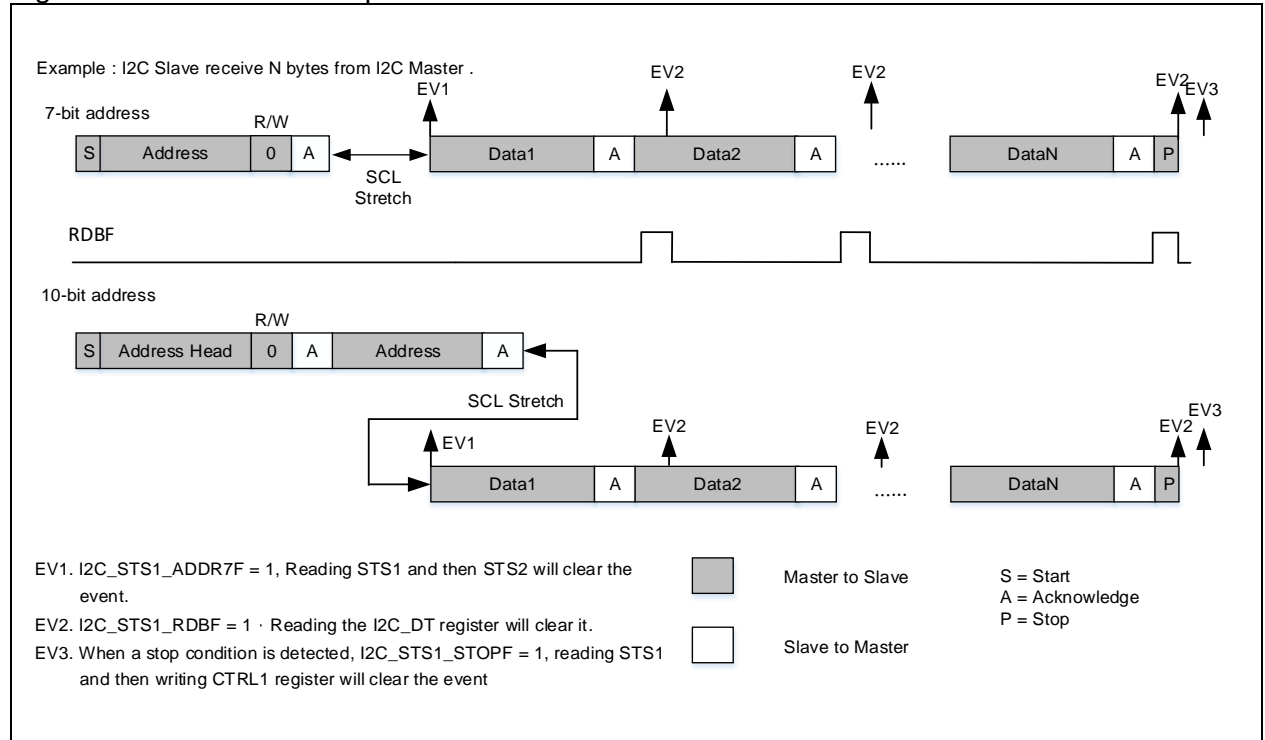 Example : I2C Slave receive N bytes from I2C Master .
EV1
EV2
EV2
EV2
EV3
7-bit address
R/W
S Address 0 A Data1 A Data2 A ...... DataN A P
SCL
Stretch
RDBF
10-bit address
R/W
S Address Head 0 A Address A
SCL Stretch
EV1
EV2
EV2
EV2
EV3
Data1 A Data2 A ...... DataN A P
EV1. I2C_STS1_ADDR7F = 1, Reading STS1 and then STS2 will clear the
event.
EV2. I2C_STS1_RDBF = 1 · Reading the I2C_DT register will clear it.
EV3. When a stop condition is detected, I2C_STS1_STOPF = 1, reading STS1
and then writing CTRL1 register will clear the event
Master to Slave
Slave to Master
S = Start
A = Acknowledge
P = Stop